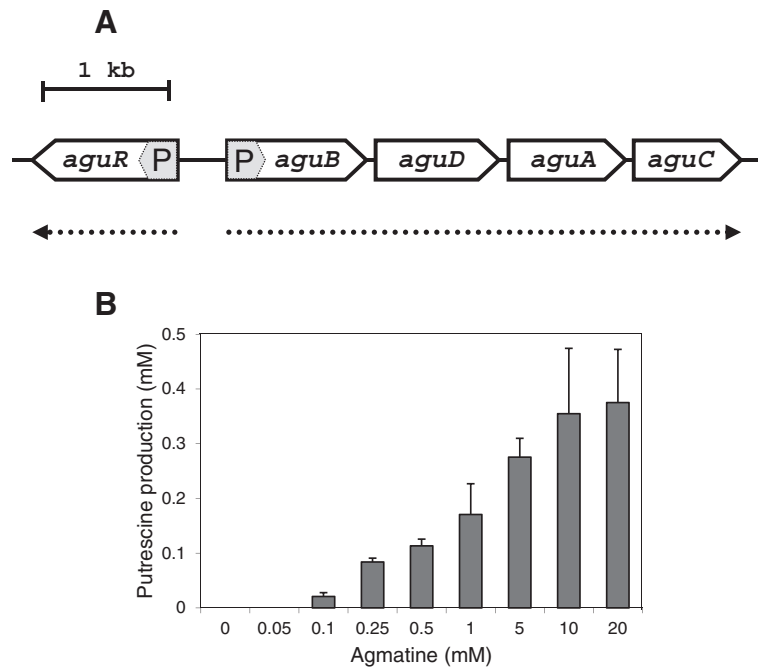 A
1 kb
aguR P P aguB aguD aguA aguC
B
Putrescine production (mM)
0.5
0.4
0.3
0.2
0.1
0
0 0.05 0.1 0.25 0.5 1 5 10 20
Agmatine (mM)